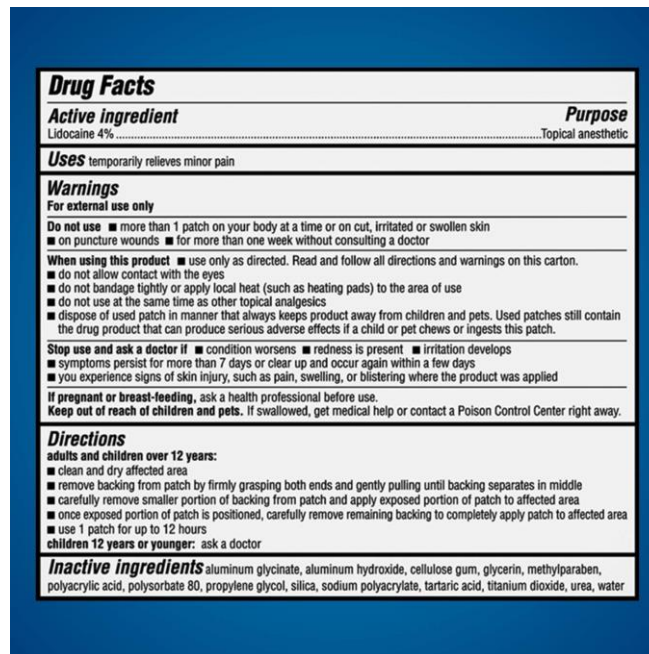 Drug Facts
Active ingredient Purpose
Lidocaine 4%...............................................................................................Topical anesthetic
Uses temporarily relieves minor pain
Warnings
For external use only
Do not use ■ more than 1 patch on your body at a time or on cut, irritated or swollen skin
■ on puncture wounds ■ for more than one week without consulting a doctor
When using this product ■ use only as directed. Read and follow all directions and warnings on this carton.
■ do not allow contact with the eyes
■ do not bandage tightly or apply local heat (such as heating pads) to the area of use
■ do not use at the same time as other topical analgesics
■ dispose of used patch in manner that always keeps product away from children and pets. Used patches still contain
the drug product that can produce serious adverse effects if a child or pet chews or ingests this patch.
Stop use and ask a doctor if ■ condition worsens ■ redness is present ■ irritation develops
■ symptoms persist for more than 7 days or clear up and occur again within a few days
■ you experience signs of skin injury, such as pain, swelling, or blistering where the product was applied
If pregnant or breast-feeding, ask a health professional before use.
Keep out of reach of children and pets. If swallowed, get medical help or contact a Poison Control Center right away.
Directions
adults and children over 12 years:
■ clean and dry affected area
■ remove backing from patch by firmly grasping both ends and gently pulling until backing separates in middle
■ carefully remove smaller portion of backing from patch and apply exposed portion of patch to affected area
■ once exposed portion of patch is positioned, carefully remove remaining backing to completely apply patch to affected area
■ use 1 patch for up to 12 hours
children 12 years or younger: ask a doctor
Inactive ingredients aluminum glycinate, aluminum hydroxide, cellulose gum, glycerin, methylparaben,
polyacrylic acid, polysorbate 80, propylene glycol, silica, sodium polyacrylate, tartaric acid, titanium dioxide, urea, water